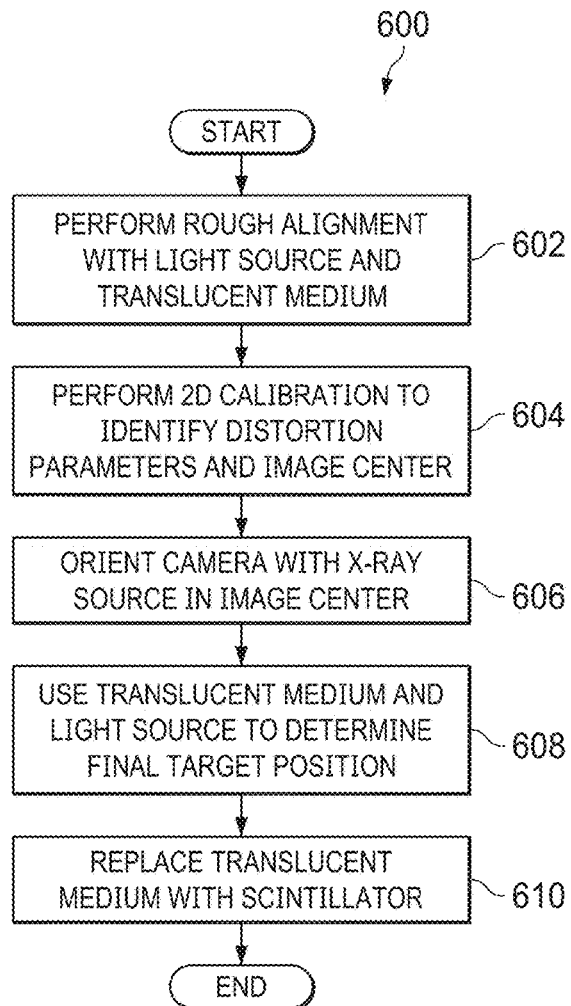 600
START
PERFORM ROUGH ALIGNMENT
WITH LIGHT SOURCE AND
TRANSLUCENT MEDIUM
602
PERFORM 2D CALIBRATION TO
IDENTIFY DISTORTION
PARAMETERS AND IMAGE CENTER
604
ORIENT CAMERA WITH X-RAY
SOURCE IN IMAGE CENTER
606
USE TRANSLUCENT MEDIUM AND
LIGHT SOURCE TO DETERMINE
FINAL TARGET POSITION
608
REPLACE TRANSLUCENT
MEDIUM WITH SCINTILLATOR
610
END